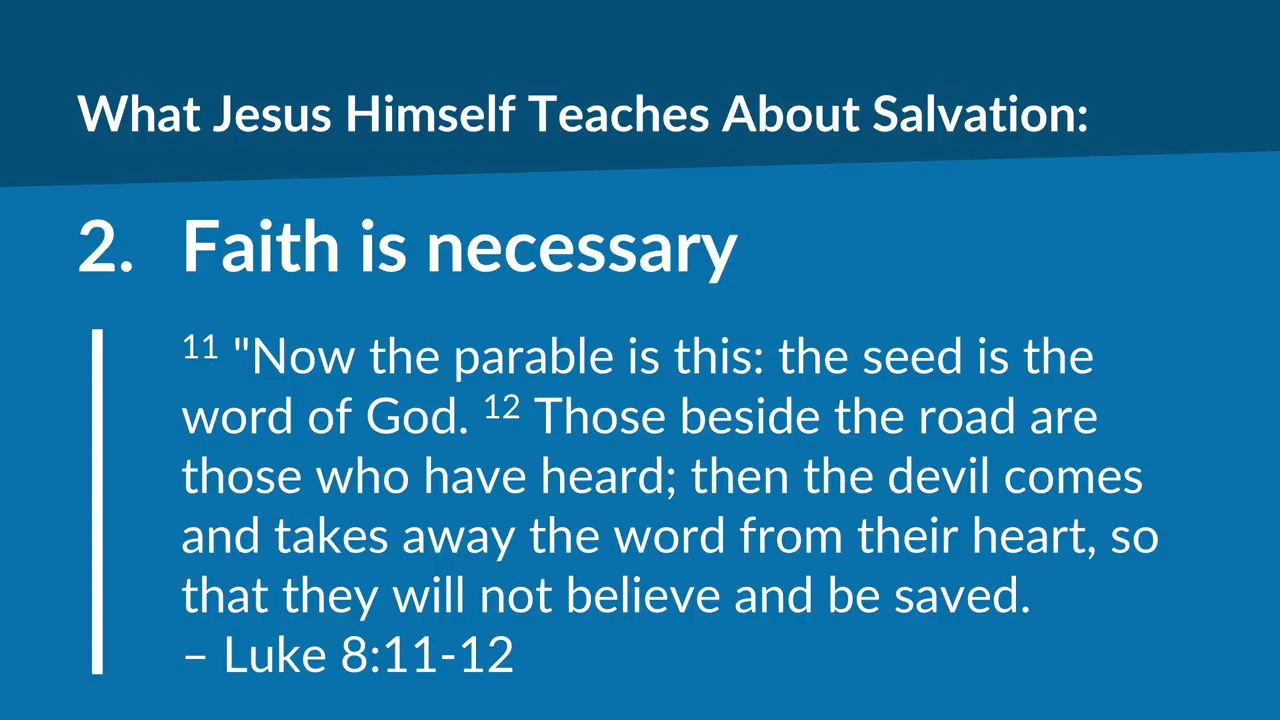 What Jesus Himself Teaches About Salvation:
2. Faith is necessary
11 "Now the parable is this: the seed is the
word of God. 12 Those beside the road are
those who have heard; then the devil comes
and takes away the word from their heart, so
that they will not believe and be saved.
– Luke 8:11-12